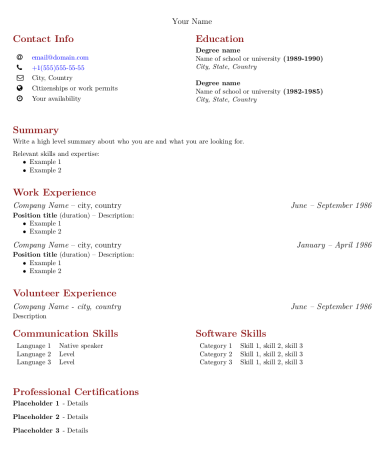 Your Name
Contact Info
email@domain.com
+1(555)555-55-55
City, Country
Citizenships or work permits
Your availability
Education
Degree name
Name of school or university (1989-1990)
City, State, Country
Degree name
Name of school or university (1982-1985)
City, State, Country
Summary
Write a high level summary about who you are and what you are looking for.
Relevant skills and expertise:
• Example 1
• Example 2
Work Experience
Company Name – city, country June – September 1986
Position title (duration) – Description:
• Example 1
• Example 2
Company Name – city, country January – April 1986
Position title (duration) – Description:
• Example 1
• Example 2
Volunteer Experience
Company Name - city, country June – September 1986
Description
Communication Skills
Language 1 Native speaker
Language 2 Level
Language 3 Level
Software Skills
Category 1 Skill 1, skill 2, skill 3
Category 2 Skill 1, skill 2, skill 3
Category 3 Skill 1, skill 2, skill 3
Professional Certifications
Placeholder 1 - Details
Placeholder 2 - Details
Placeholder 3 - Details